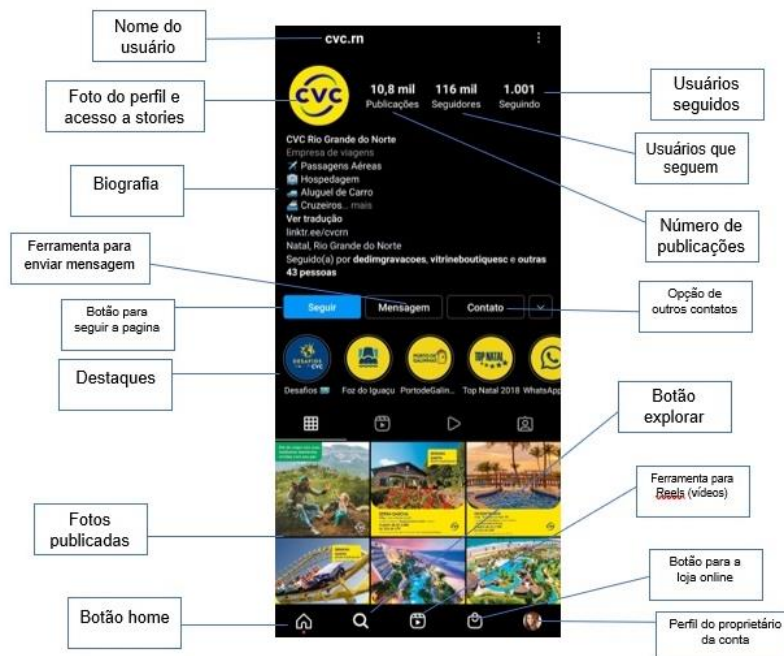 Nome do
usuário
cvc.rn
Foto do perfil e
acesso a stories
CVC
10,8 mil
Publicações
116 mil
Seguidores
1.001
Seguindo
Usuários
seguidos
Usuários que
seguem
Biografia
CVC Rio Grande do Norte
Empresa de viagens
Passagens Aéreas
Hospedagem
Aluguel de Carro
Cruzeiros... mais
Ver tradução
linktr.ee/cvcrn
Natal, Rio Grande do Norte
Seguido(a) por dedimgravacoes, vitrineboutiquesc e outras
43 pessoas
Número de
publicações
Ferramenta para
enviar mensagem
Botão para
seguir a pagina
Seguir
Mensagem
Contato
Opção de
outros contatos
Destaques
DESAFIOS
CVC
TOP NATAL
Desafios
Foz do Iguaçu
PortodeGalin...
Top Natal 2018
WhatsApp
Botão
explorar
Ferramenta para
Reels (vídeos)
Fotos
publicadas
Botão para a
loja online
Botão home
Perfil do proprietário
da conta